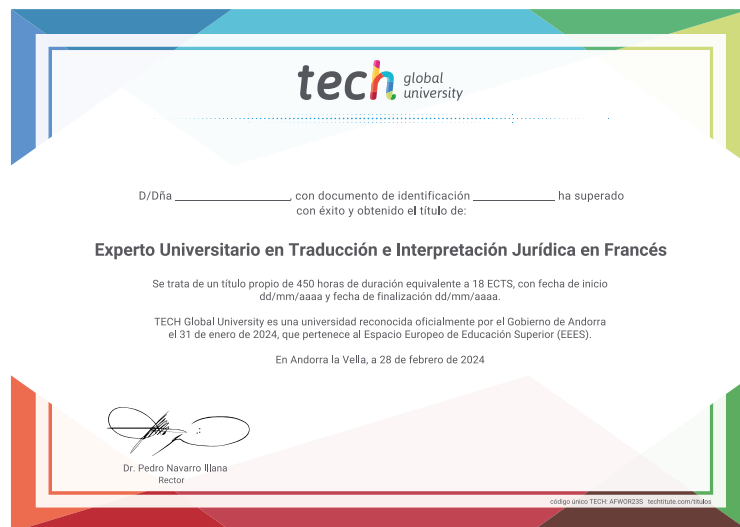 tech global
university
D/Dña ________________, con documento de identificación ____________ ha superado
con éxito y obtenido el título de:
Experto Universitario en Traducción e Interpretación Jurídica en Francés
Se trata de un título propio de 450 horas de duración equivalente a 18 ECTS, con fecha de inicio
dd/mm/aaaa y fecha de finalización dd/mm/aaaa.
TECH Global University es una universidad reconocida oficialmente por el Gobierno de Andorra
el 31 de enero de 2024, que pertenece al Espacio Europeo de Educación Superior (EEES).
En Andorra la Vella, a 28 de febrero de 2024
Dr. Pedro Navarro Illana
Rector
código único TECH: AFWOR23S techtitute.com/titulos